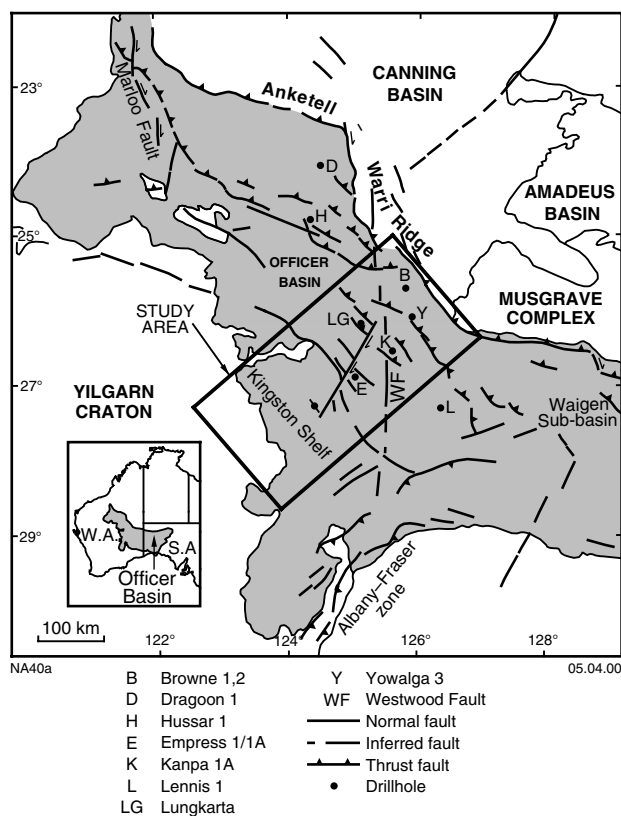 23°
25°
27°
29°
122°
124°
126°
128°
CANNING
BASIN
Anketell
Marloo Fault
D
Warri Ridge
AMADEUS
BASIN
H
OFFICER
BASIN
B
MUSGRAVE
COMPLEX
STUDY
AREA
LG
Y
K
E
WF
YILGARN
CRATON
Kingston Shelf
L
Waigen
Sub-basin
W.A.
S.A
Officer
Basin
Albany–Fraser
zone
100 km
NA40a
05.04.00
B Browne 1,2
D Dragoon 1
H Hussar 1
E Empress 1/1A
K Kanpa 1A
L Lennis 1
LG Lungkarta
Y Yowalga 3
WF Westwood Fault
Normal fault
Inferred fault
Thrust fault
Drillhole